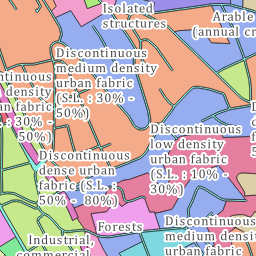 Isolated
structures
Arable
(annual cr
Discontinuous
medium density
urban fabric
(S.L. : 30% -
50%)
ntinuous
density
ban fabric
. : 30% -
50%)
Discontinuous
low density
urban fabric
(S.L. : 10% -
30%)
Discontinuous
dense urban
fabric (S.L. :
50% - 80%)
Forests
Industrial,
commercial
Discontinuous
medium density
urban fabric